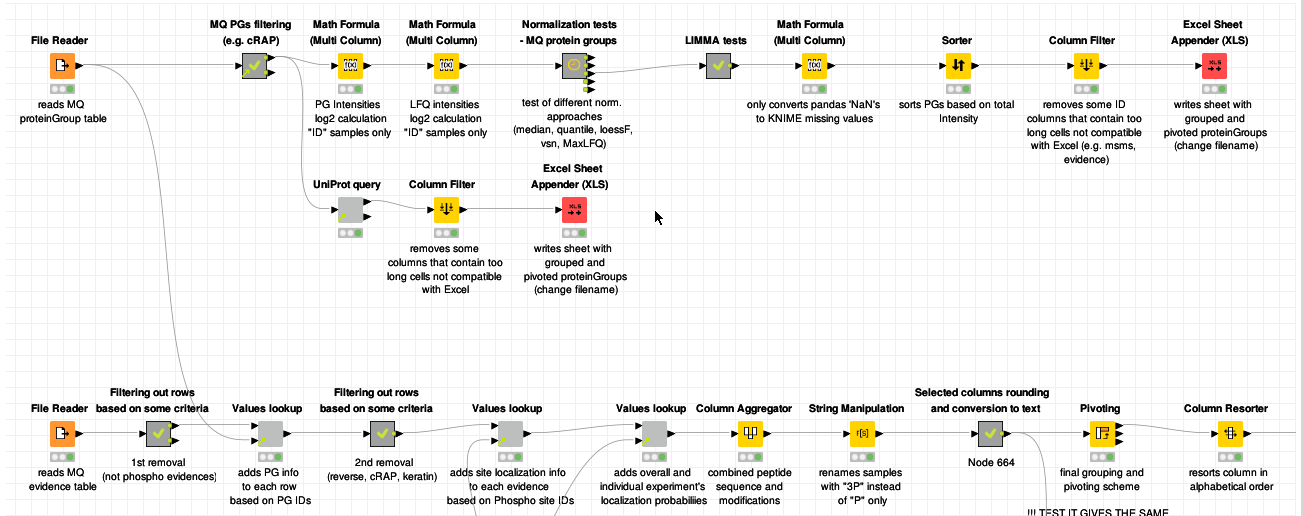 File Reader
reads MQ
proteinGroup table
MQ PGs filtering
(e.g. cRAP)
Math Formula
(Multi Column)
PG Intensities
log2 calculation
"ID" samples only
Math Formula
(Multi Column)
LFQ intensities
log2 calculation
"ID" samples only
Normalization tests
- MQ protein groups
test of different norm.
approaches
(median, quantile, loessF,
vsn, MaxLFQ)
LIMMA tests
Math Formula
(Multi Column)
only converts pandas 'NaN's
to KNIME missing values
Sorter
sorts PGs based on total
Intensity
Column Filter
removes some ID
columns that contain too
long cells not compatible
with Excel (e.g. msms,
evidence)
Excel Sheet
Appender (XLS)
XLS
writes sheet with
grouped and
pivoted proteinGroups
(change filename)
UniProt query
Column Filter
removes some
columns that contain too
long cells not compatible
with Excel
Excel Sheet
Appender (XLS)
XLS
writes sheet with
grouped and
pivoted proteinGroups
(change filename)
File Reader
reads MQ
evidence table
Filtering out rows
based on some criteria
1st removal
(not phospho evidences)
Values lookup
adds PG info
to each row
based on PG IDs
Filtering out rows
based on some criteria
2nd removal
(reverse, cRAP, keratin)
Values lookup
adds site localization info
to each evidence
based on Phospho site IDs
Values lookup
adds overall and
individual experiment's
localization probabiliies
Column Aggregator
combined peptide
sequence and
modifications
String Manipulation
r[s]
renames samples
with "3P" instead
of "P" only
Selected columns rounding
and conversion to text
Node 664
Pivoting
final grouping and
pivoting scheme
Column Resorter
resorts column in
alphabetical order
!!! TEST IT GIVES THE SAME